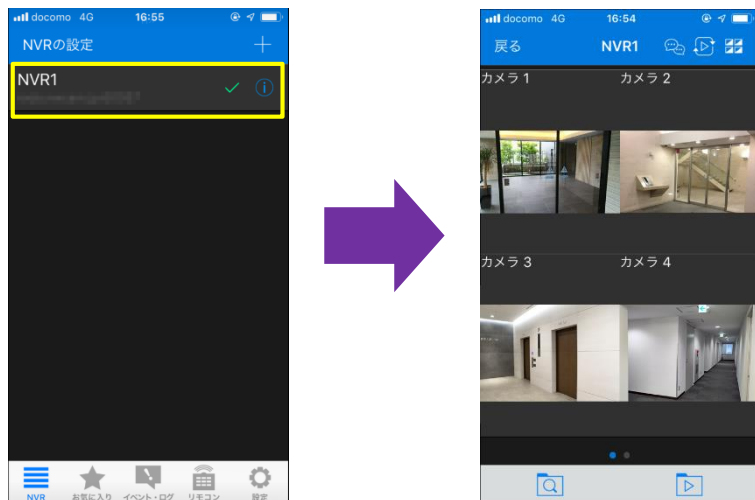 docomo 4G 16:55
NVRの設定
NVR1
NVR
お気に入り
イベント・ログ
リモコン
設定
docomo 4G 16:54
戻る NVR1
カメラ 1 カメラ 2
カメラ 3 カメラ 4